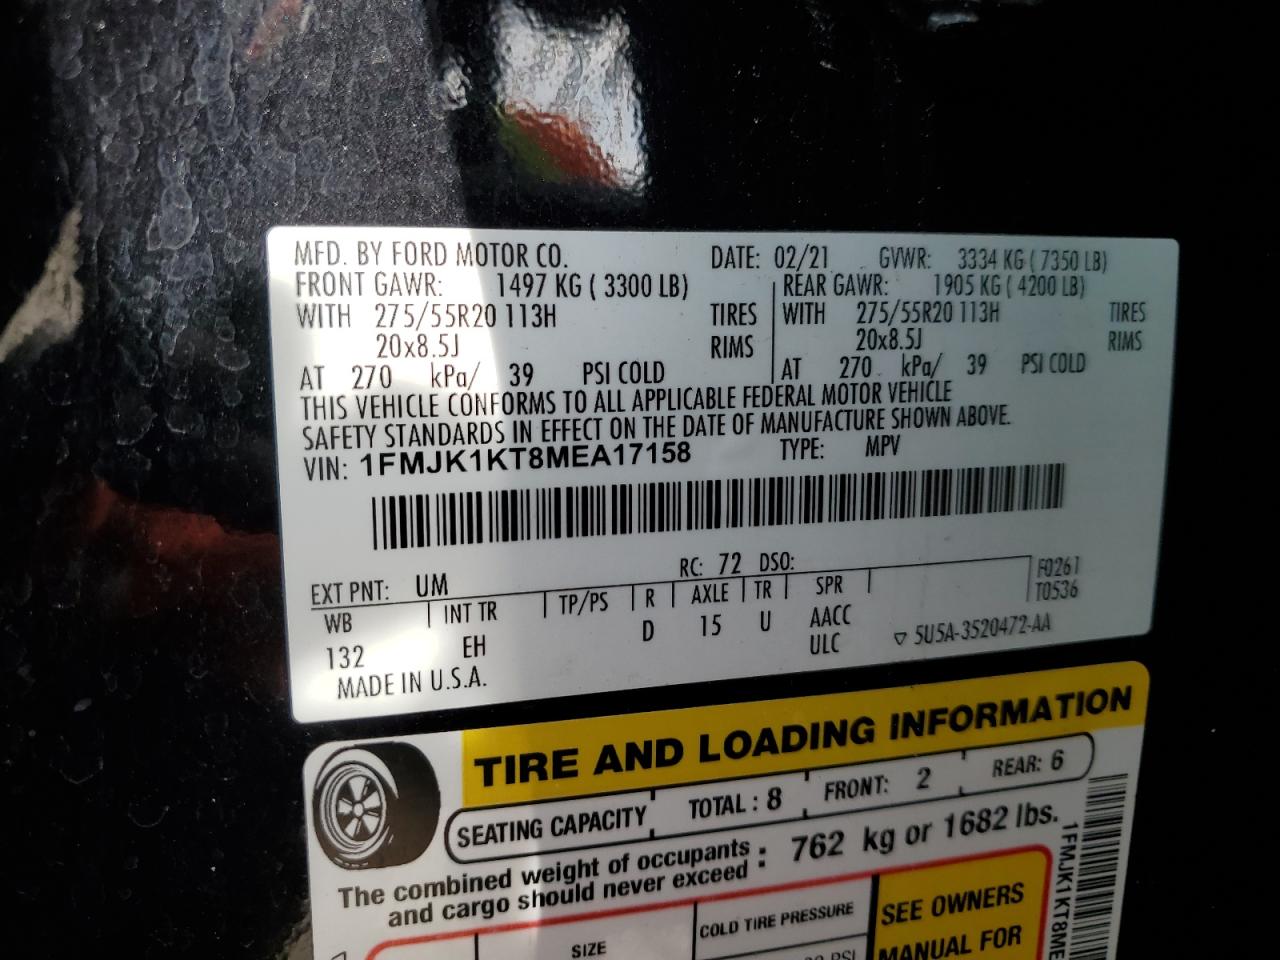 MFD. BY FORD MOTOR CO. DATE: 02/21 GVWR: 3334 KG ( 7350 LB)
FRONT GAWR: 1497 KG ( 3300 LB) REAR GAWR: 1905 KG ( 4200 LB)
WITH 275/55R20 113H TIRES WITH 275/55R20 113H TIRES
20x8.5J RIMS 20x8.5J RIMS
AT 270 kPa/ 39 PSI COLD AT 270 kPa/ 39 PSI COLD
THIS VEHICLE CONFORMS TO ALL APPLICABLE FEDERAL MOTOR VEHICLE
SAFETY STANDARDS IN EFFECT ON THE DATE OF MANUFACTURE SHOWN ABOVE.
VIN: 1FMJK1KT8MEA17158 TYPE: MPV
RC: 72 DSO:
EXT PNT: UM F0261
WB INT TR TP/PS R AXLE TR SPR T0536
132 EH D 15 U AACC
ULC ▽ 5U5A-3520472-AA
MADE IN U.S.A.
TIRE AND LOADING INFORMATION
SEATING CAPACITY TOTAL : 8 FRONT: 2 REAR: 6
The combined weight of occupants : 762 kg or 1682 lbs.
and cargo should never exceed
SIZE COLD TIRE PRESSURE SEE OWNERS
PSI MANUAL FOR
1FMJK1KT8ME